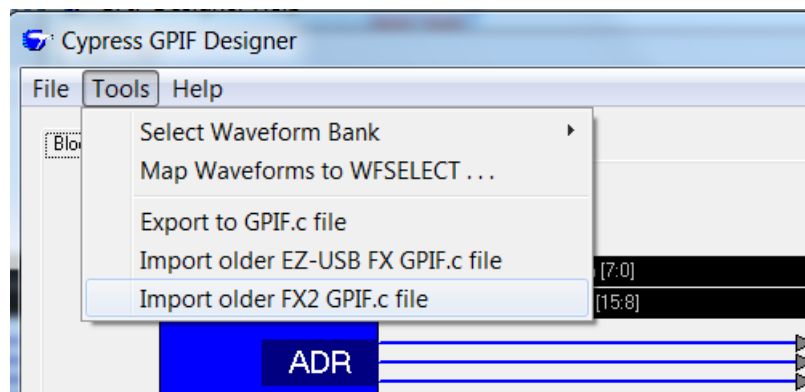 Cypress GPIF Designer
File Tools Help
Select Waveform Bank
Map Waveforms to WFSELECT . . .
Export to GPIF.c file
Import older EZ-USB FX GPIF.c file
Import older FX2 GPIF.c file
Blo
[7:0]
[15:8]
ADR